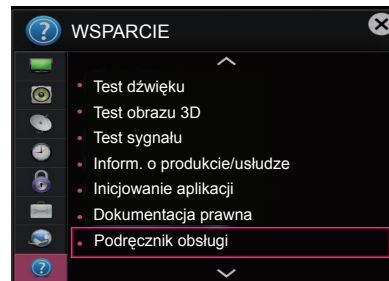 WSPARCIE
Test dźwięku
Test obrazu 3D
Test sygnału
Inform. o produkcie/usłudze
Inicjowanie aplikacji
Dokumentacja prawna
Podręcznik obsługi